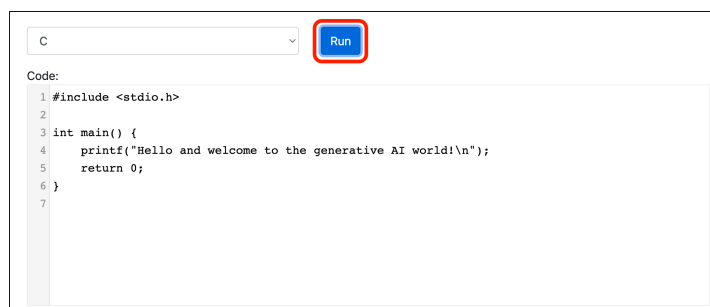 C
Run
Code:
1 #include <stdio.h>
2
3 int main() {
4     printf("Hello and welcome to the generative AI world!\n");
5     return 0;
6 }
7